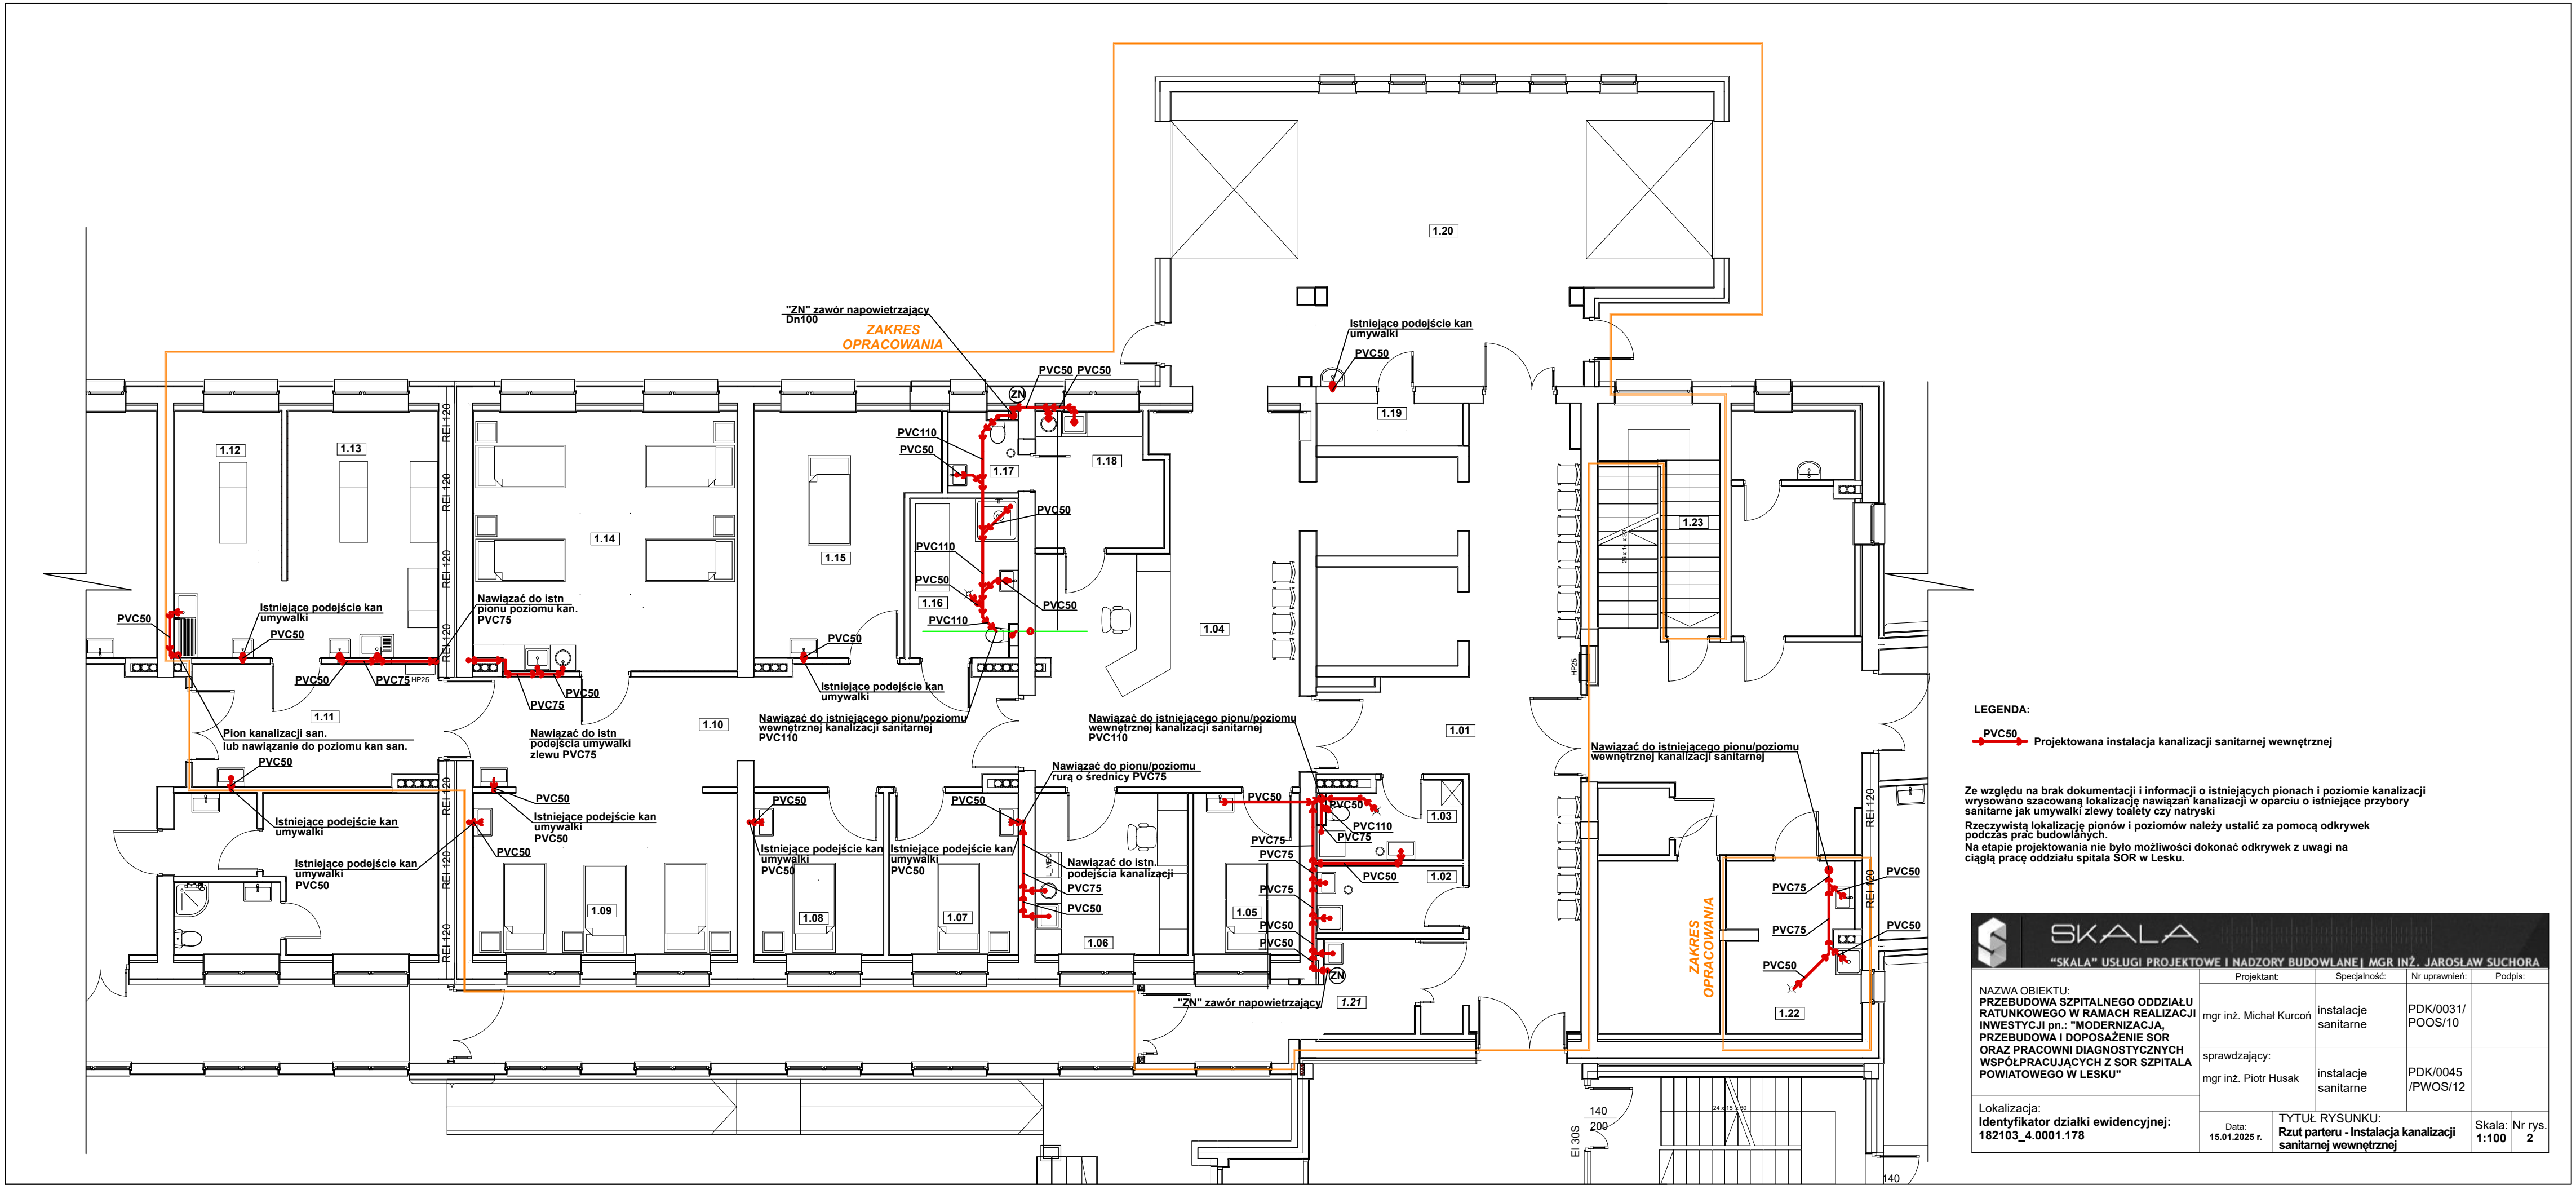 "ZN" zawór napowietrzający
Dn100
ZAKRES
OPRACOWANIA
Istniejące podejście kan
umywalki
PVC50
1.20
PVC50 PVC50
ZN
1.19
PVC110
PVC50
1.17
1.18
1.12
1.13
REI 120
REI 120
REI 120
REI 120
1.14
1.15
PVC50
PVC110
PVC50
1.16
PVC50
PVC110
1.23
1.04
Nawiązać do istn
pionu poziomu kan.
PVC75
Istniejące podejście kan
umywalki
PVC50
PVC50
PVC50
PVC75
HP25
PVC50
PVC75
PVC50
Istniejące podejście kan
umywalki
HP25
1.11
1.10
1.01
Pion kanalizacji san.
lub nawiązanie do poziomu kan san.
Nawiązać do istn
podejścia umywalki
zlewu PVC75
Nawiązać do istniejącego pionu/poziomu
wewnętrznej kanalizacji sanitarnej
PVC110
Nawiązać do istniejącego pionu/poziomu
wewnętrznej kanalizacji sanitarnej
PVC110
Nawiązać do istniejącego pionu/poziomu
wewnętrznej kanalizacji sanitarnej
Nawiązać do pionu/poziomu
rurą o średnicy PVC75
PVC50
Istniejące podejście kan
umywalki
PVC50
Istniejące podejście kan
umywalki
PVC50
Istniejące podejście kan
umywalki
PVC50
PVC50
PVC50
Istniejące podejście kan
umywalki
PVC50
PVC50
Istniejące podejście kan
umywalki
PVC50
Nawiązać do istn.
podejścia kanalizacji
PVC75
PVC50
PVC50
PVC50
PVC110
PVC75
PVC75
PVC75
PVC50
PVC75
PVC50
PVC50
1.03
1.02
1.05
1.06
1.07
1.08
1.09
REI 120
REI 120
REI 120
ZN
"ZN" zawór napowietrzający
1.21
REI 120
REI 120
PVC75
PVC50
PVC75
PVC50
PVC50
1.22
ZAKRES
OPRACOWANIA
24 x 15 x 30
140
200
EI 30S
140
LEGENDA:
PVC50 Projektowana instalacja kanalizacji sanitarnej wewnętrznej
Ze względu na brak dokumentacji i informacji o istniejących pionach i poziomie kanalizacji
wrysowano szacowaną lokalizację nawiązań kanalizacji w oparciu o istniejące przybory
sanitarne jak umywalki zlewy toalety czy natryski
Rzeczywistą lokalizację pionów i poziomów należy ustalić za pomocą odkrywek
podczas prac budowlanych.
Na etapie projektowania nie było możliwości dokonać odkrywek z uwagi na
ciągłą pracę oddziału spitala SOR w Lesku.
SKALA
"SKALA" USŁUGI PROJEKTOWE I NADZORY BUDOWLANE | MGR INŻ. JAROSŁAW SUCHORA
NAZWA OBIEKTU:
PRZEBUDOWA SZPITALNEGO ODDZIAŁU
RATUNKOWEGO W RAMACH REALIZACJI
INWESTYCJI pn.: "MODERNIZACJA,
PRZEBUDOWA I DOPOSAŻENIE SOR
ORAZ PRACOWNI DIAGNOSTYCZNYCH
WSPÓŁPRACUJĄCYCH Z SOR SZPITALA
POWIATOWEGO W LESKU"
Projektant: Specjalność: Nr uprawnień: Podpis:
mgr inż. Michał Kurcoń instalacje sanitarne PDK/0031/ POOS/10
sprawdzający:
mgr inż. Piotr Husak instalacje sanitarne PDK/0045 /PWOS/12
Lokalizacja:
Identyfikator działki ewidencyjnej:
182103_4.0001.178
Data:
15.01.2025 r.
TYTUŁ RYSUNKU:
Rzut parteru - Instalacja kanalizacji
sanitarnej wewnętrznej
Skala:
1:100
Nr rys.
2